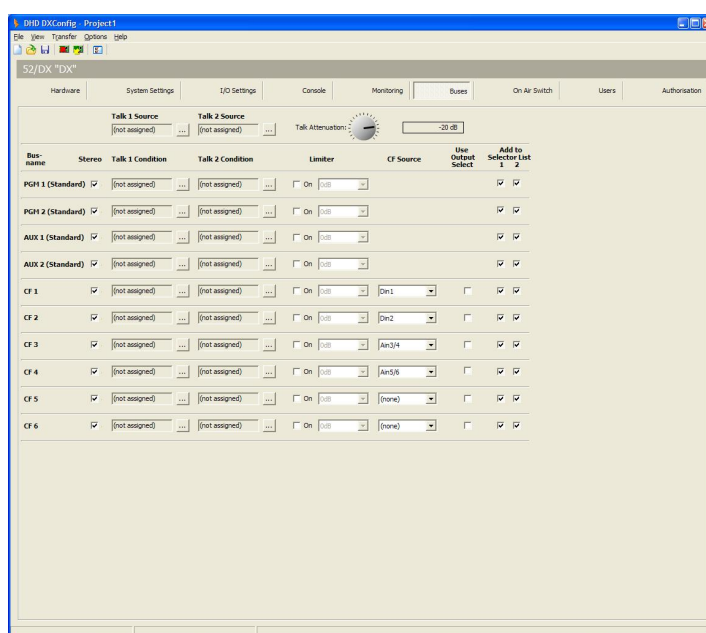 DHD DXConfig - Project1
File View Transfer Options Help
52/DX "DX"
Hardware System Settings I/O Settings Console Monitoring Buses On Air Switch Users Authorisation
Talk 1 Source Talk 2 Source
(not assigned) ... (not assigned) ... Talk Attenuation: -20 dB
Bus-name Stereo Talk 1 Condition Talk 2 Condition Limiter CF Source Use Output Select Add to Selector List 1 2
PGM 1 (Standard) (not assigned) ... (not assigned) ... On 0dB
PGM 2 (Standard) (not assigned) ... (not assigned) ... On 0dB
AUX 1 (Standard) (not assigned) ... (not assigned) ... On 0dB
AUX 2 (Standard) (not assigned) ... (not assigned) ... On 0dB
CF 1 (not assigned) ... (not assigned) ... On 0dB Din1
CF 2 (not assigned) ... (not assigned) ... On 0dB Din2
CF 3 (not assigned) ... (not assigned) ... On 0dB Ain3/4
CF 4 (not assigned) ... (not assigned) ... On 0dB Ain5/6
CF 5 (not assigned) ... (not assigned) ... On 0dB (none)
CF 6 (not assigned) ... (not assigned) ... On 0dB (none)